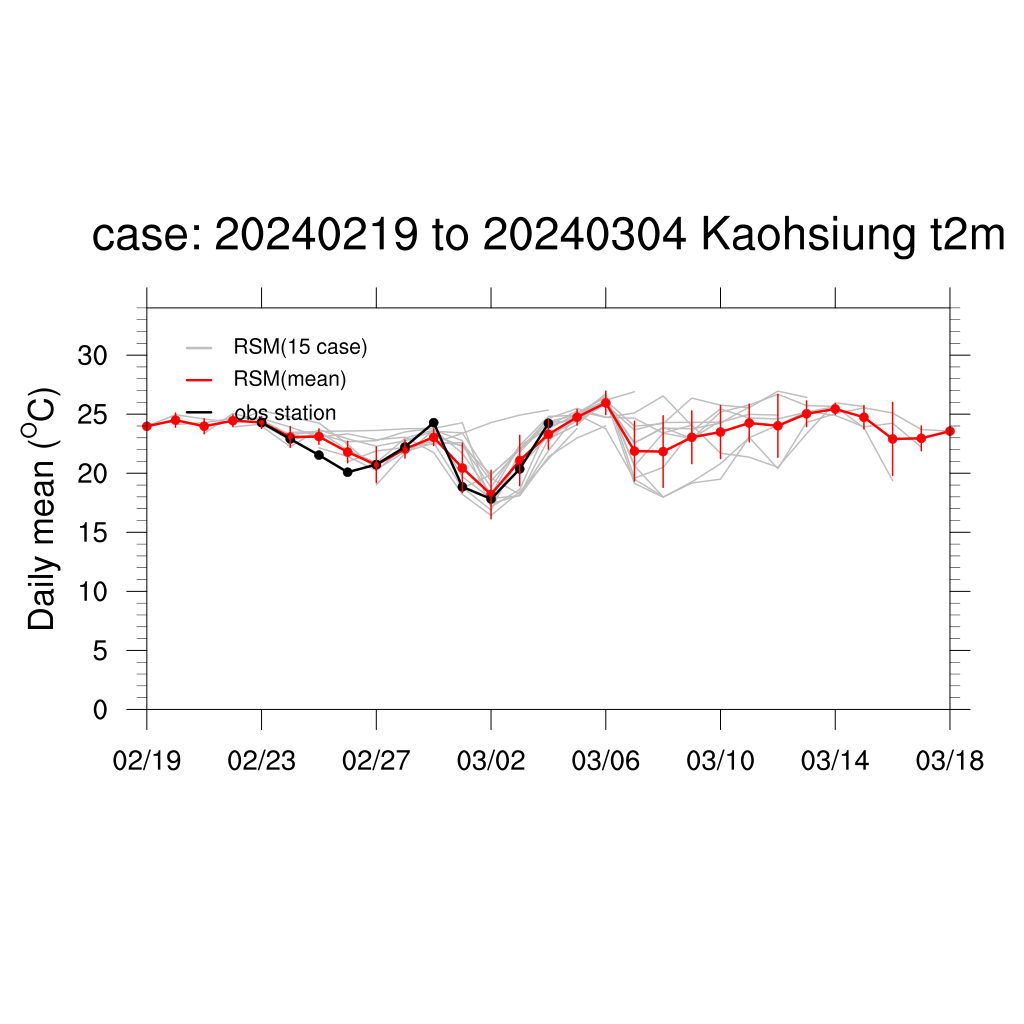 case: 20240219 to 20240304 Kaohsiung t2m
RSM(15 case)
RSM(mean)
obs station
Daily mean (°C)
30
25
20
15
10
5
0
02/19 02/23 02/27 03/02 03/06 03/10 03/14 03/18